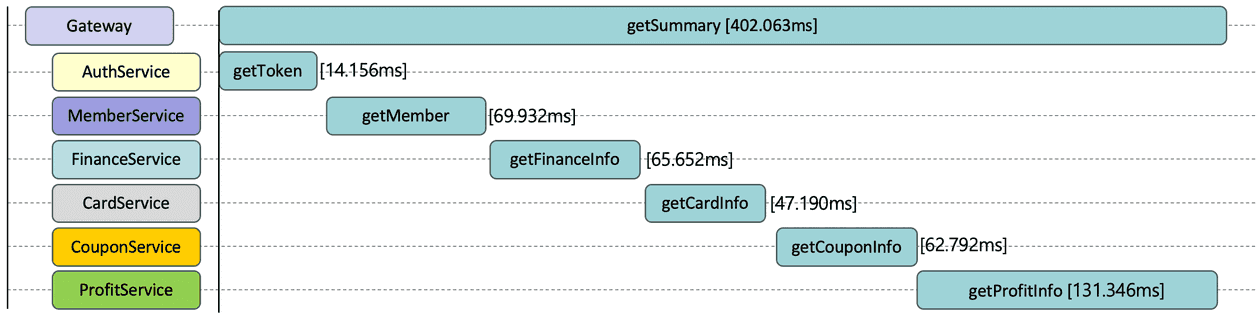 Gateway getSummary [402.063ms]
AuthService getToken [14.156ms]
MemberService getMember [69.932ms]
FinanceService getFinanceInfo [65.652ms]
CardService getCardInfo [47.190ms]
CouponService getCouponInfo [62.792ms]
ProfitService getProfitInfo [131.346ms]